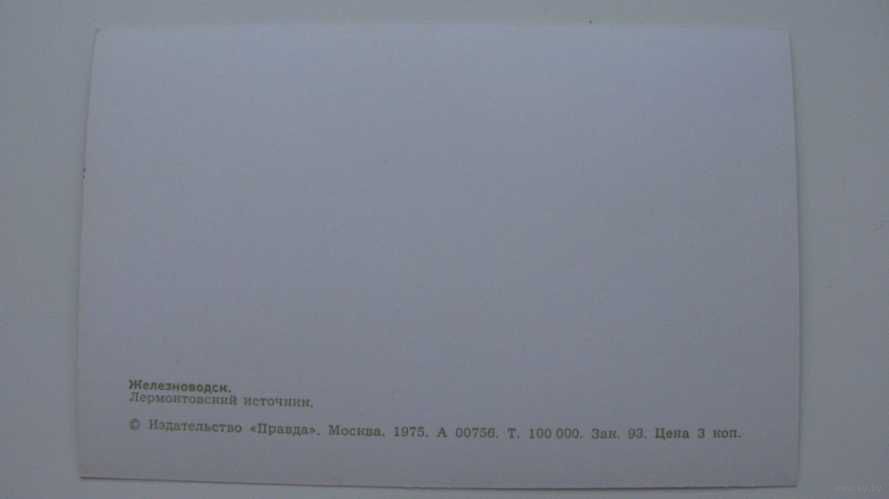 Железноводск.
Лермонтовский источник.
© Издательство «Правда». Москва. 1975. А 00756. Т. 100 000. Зак. 93. Цена 3 коп.